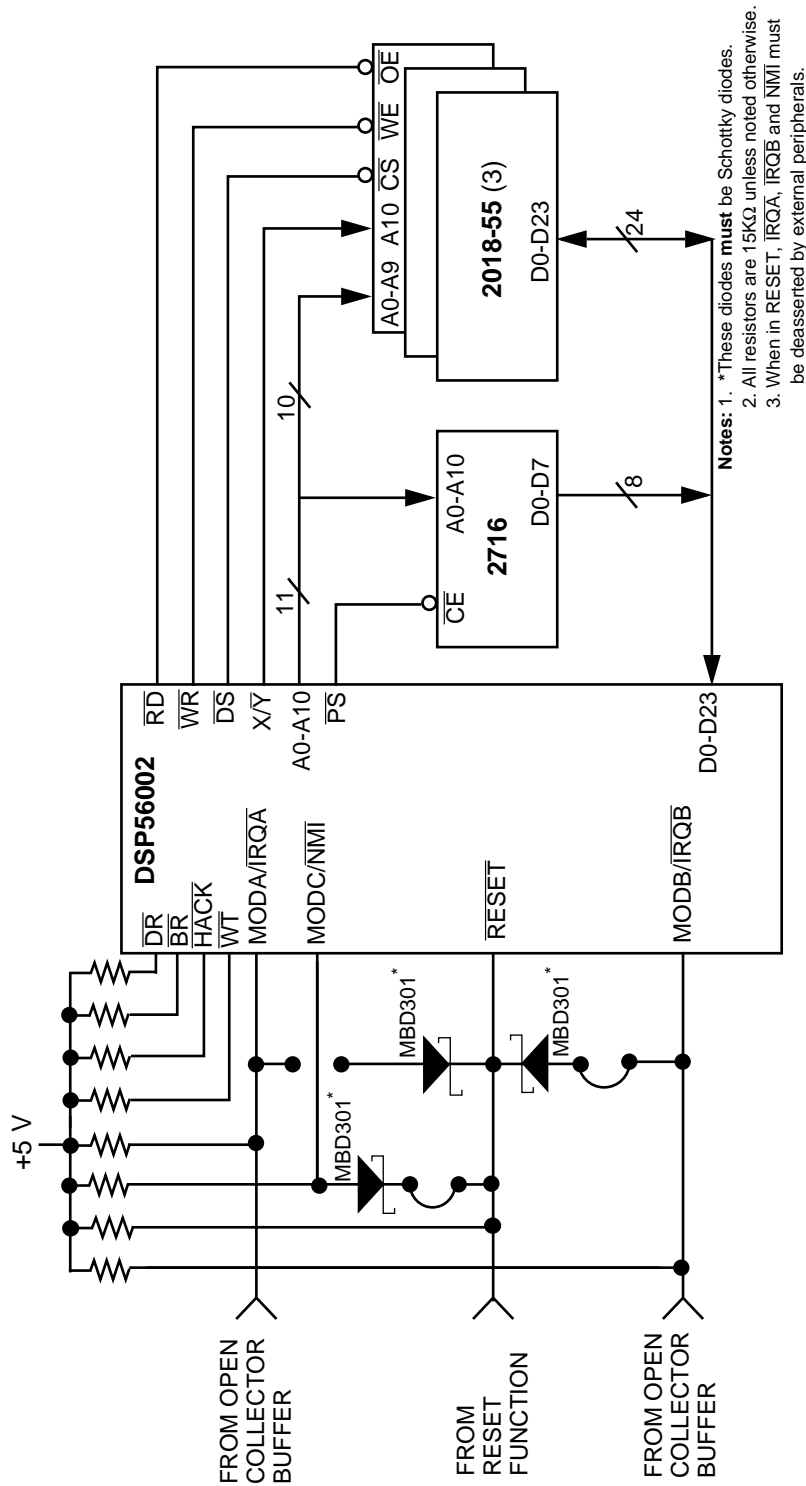 +5 V
DSP56002
DR
BR
HACK
WT
MODA/IRQA
MODC/NMI
RESET
MODB/IRQB
RD
WR
DS
X/Y
A0-A10
PS
D0-D23
MBD301*
MBD301*
MBD301*
FROM OPEN
COLLECTOR
BUFFER
FROM
RESET
FUNCTION
FROM OPEN
COLLECTOR
BUFFER
11
10
CE
A0-A10
2716
D0-D7
8
A0-A9
A10
CS
WE
OE
2018-55 (3)
D0-D23
24
Notes: 1. *These diodes must be Schottky diodes.
2. All resistors are 15KΩ unless noted otherwise.
3. When in RESET, IRQA, IRQB and NMI must
be deasserted by external peripherals.